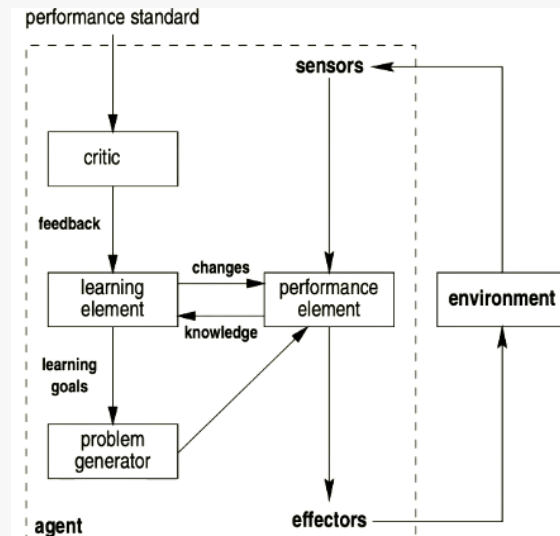 performance standard
sensors
critic
feedback
changes
learning
element
performance
element
environment
knowledge
learning
goals
problem
generator
agent
effectors